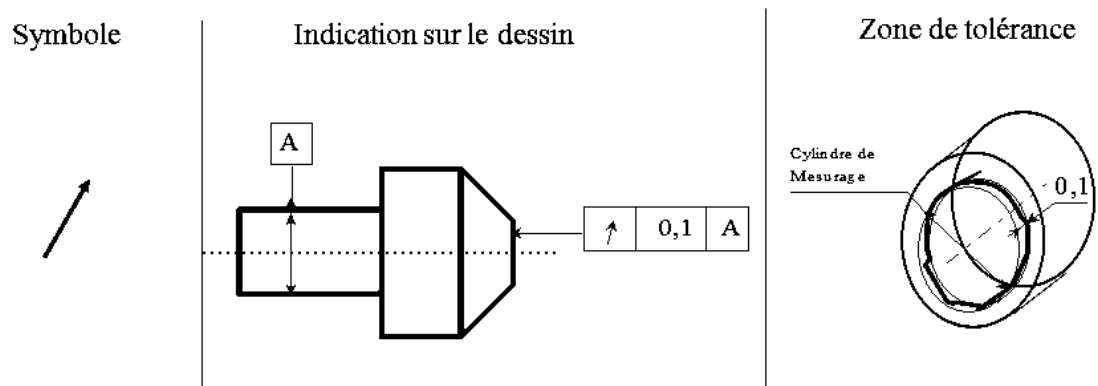 Symbole
Indication sur le dessin
Zone de tolérance
A
0,1 A
Cylindre de
Mesurage
0,1